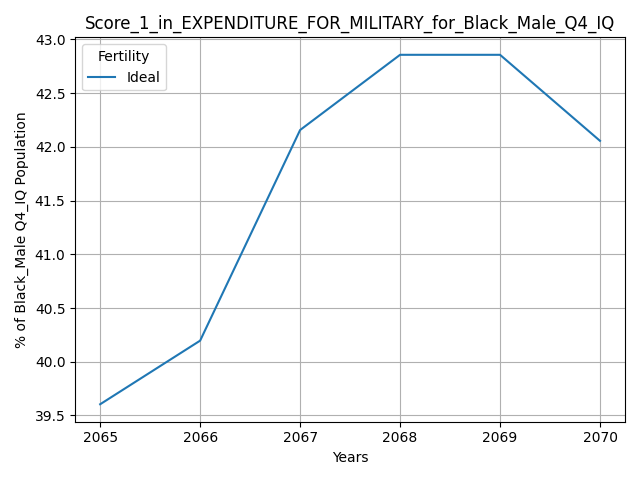 Score_1_in_EXPENDITURE_FOR_MILITARY_for_Black_Male_Q4_IQ
Fertility
Ideal
% of Black_Male Q4_IQ Population
43.0
42.5
42.0
41.5
41.0
40.5
40.0
39.5
2065 2066 2067 2068 2069 2070
Years